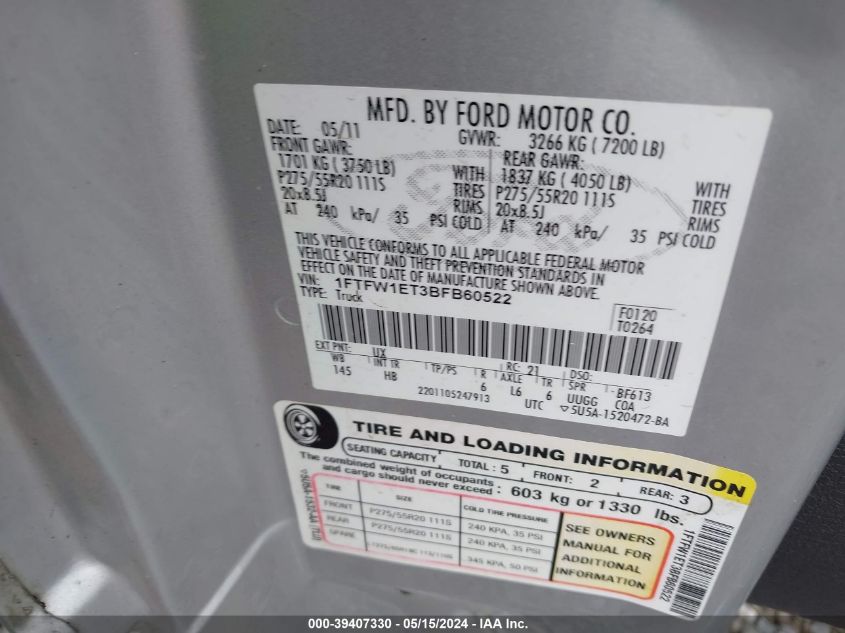 MFD. BY FORD MOTOR CO.
DATE: 05/11 GVWR: 3266 KG ( 7200 LB)
FRONT GAWR: REAR GAWR:
1701 KG ( 3750 LB) WITH 1837 KG ( 4050 LB) WITH
P275/55R20 111S TIRES P275/55R20 111S TIRES
20x8.5J RIMS 20x8.5J RIMS
AT 240 kPa/ 35 PSI COLD AT 240 kPa/ 35 PSI COLD
THIS VEHICLE CONFORMS TO ALL APPLICABLE FEDERAL MOTOR
VEHICLE SAFETY AND THEFT PREVENTION STANDARDS IN
EFFECT ON THE DATE OF MANUFACTURE SHOWN ABOVE.
VIN: 1FTFW1ET3BFB60522
TYPE: Truck
F0120
T0264
EXT PNT: UX RC: 21 DSO:
WB INT TR TP/PS R AXLE TR SPR BF613
145 HB 6 L6 6 UUGG COA
2201105247913 UTC ▽5U5A-1520472-BA
TIRE AND LOADING INFORMATION
SEATING CAPACITY TOTAL : 5 FRONT: 2 REAR: 3
The combined weight of occupants
and cargo should never exceed : 603 kg or 1330 lbs.
TIRE SIZE COLD TIRE PRESSURE
FRONT P275/55R20 111S 240 KPA, 35 PSI
REAR P275/55R20 111S 240 KPA, 35 PSI
SPARE 345 KPA, 50 PSI
SEE OWNERS
MANUAL FOR
ADDITIONAL
INFORMATION
1FTFW1ET3BFB60522
000-39407330 - 05/15/2024 - IAA Inc.